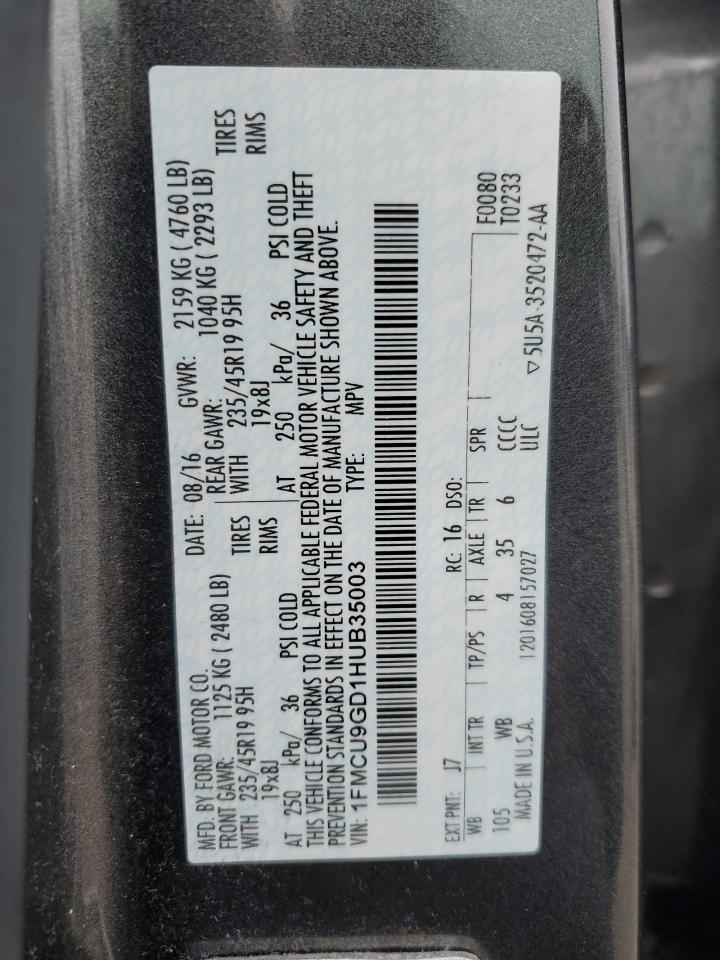 MFD. BY FORD MOTOR CO.
DATE: 08/16 GVWR: 2159 KG ( 4760 LB)
FRONT GAWR: 1125 KG ( 2480 LB) REAR GAWR: 1040 KG ( 2293 LB)
WITH 235/45R19 95H TIRES WITH 235/45R19 95H TIRES
19x8J RIMS 19x8J RIMS
AT 250 kPa/ 36 PSI COLD AT 250 kPa/ 36 PSI COLD
THIS VEHICLE CONFORMS TO ALL APPLICABLE FEDERAL MOTOR VEHICLE SAFETY AND THEFT
PREVENTION STANDARDS IN EFFECT ON THE DATE OF MANUFACTURE SHOWN ABOVE.
VIN: 1FMCU9GD1HUB35003 TYPE: MPV
EXT PNT: J7 RC: 16 DSO:
WB INT TR TP/PS R AXLE TR SPR F0080
T0233
105 WB 4 35 6 CCCC
MADE IN U.S.A. 1201608157027 ULC ▽5U5A-3520472-AA